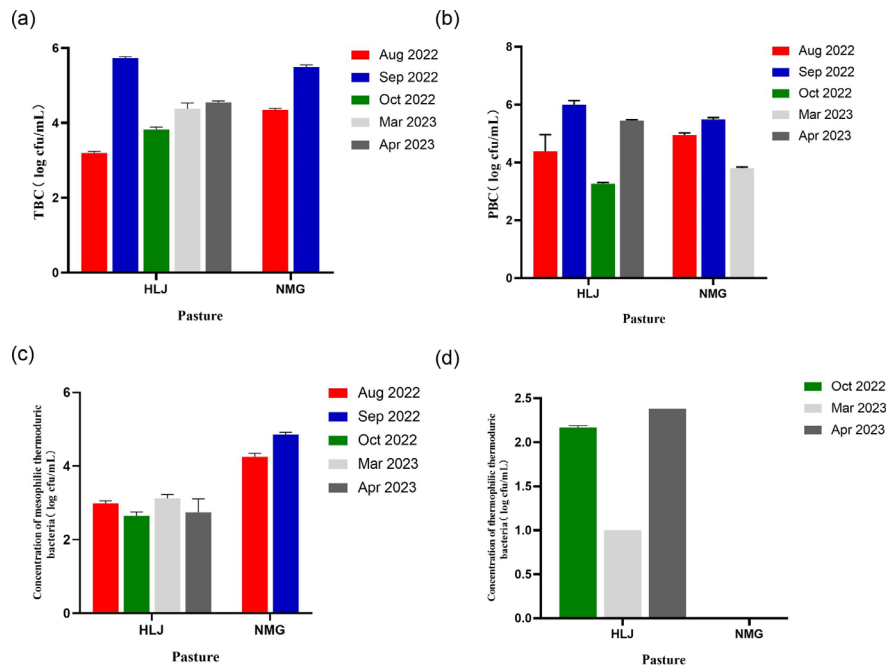 (a)
TBC( log cfu/mL)
6
4
2
0
HLJ
NMG
Pasture
Aug 2022
Sep 2022
Oct 2022
Mar 2023
Apr 2023
(b)
PBC( log cfu/mL)
8
6
4
2
0
HLJ
NMG
Pasture
Aug 2022
Sep 2022
Oct 2022
Mar 2023
Apr 2023
(c)
Concentration of mesophilic thermoduric
bacteria( log cfu/mL)
6
4
2
0
HLJ
NMG
Pasture
Aug 2022
Sep 2022
Oct 2022
Mar 2023
Apr 2023
(d)
Concentration of thermophilic thermoduric
bacteria( log cfu/mL)
2.5
2.0
1.5
1.0
0.5
0.0
HLJ
NMG
Pasture
Oct 2022
Mar 2023
Apr 2023